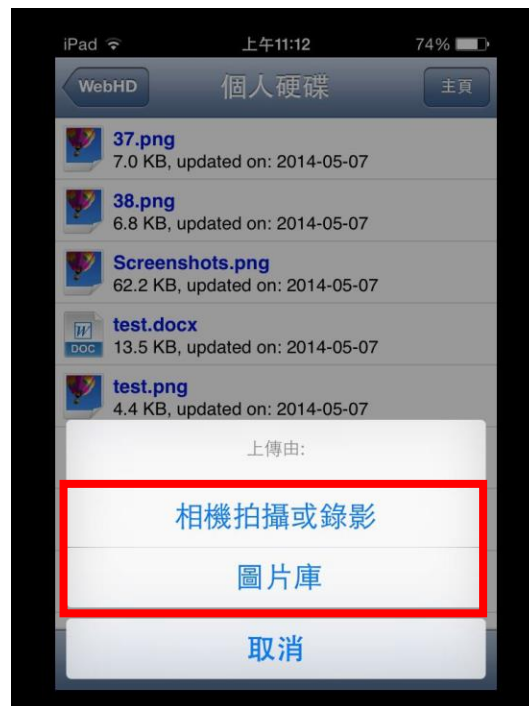 iPad 上午11:12 74%
WebHD 個人硬碟 主頁
37.png
7.0 KB, updated on: 2014-05-07
38.png
6.8 KB, updated on: 2014-05-07
Screenshots.png
62.2 KB, updated on: 2014-05-07
test.docx
W
DOC 13.5 KB, updated on: 2014-05-07
test.png
4.4 KB, updated on: 2014-05-07
上傳由:
相機拍攝或錄影
圖片庫
取消